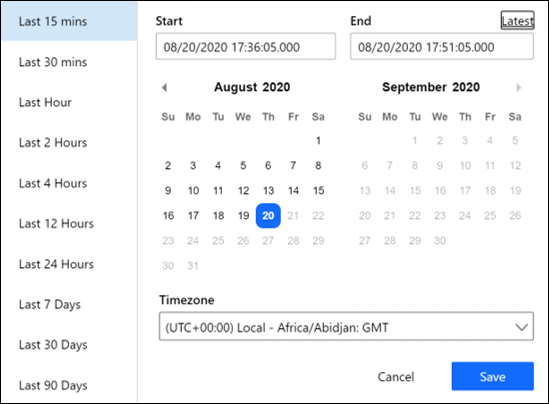 Last 15 mins
Last 30 mins
Last Hour
Last 2 Hours
Last 4 Hours
Last 12 Hours
Last 24 Hours
Last 7 Days
Last 30 Days
Last 90 Days
Start
08/20/2020 17:36:05.000
End
Latest
08/20/2020 17:51:05.000
August 2020
Su Mo Tu We Th Fr Sa
1
2 3 4 5 6 7 8
9 10 11 12 13 14 15
16 17 18 19 20 21 22
23 24 25 26 27 28 29
30 31
September 2020
Su Mo Tu We Th Fr Sa
1 2 3 4 5
6 7 8 9 10 11 12
13 14 15 16 17 18 19
20 21 22 23 24 25 26
27 28 29 30
Timezone
(UTC+00:00) Local - Africa/Abidjan: GMT
Cancel
Save